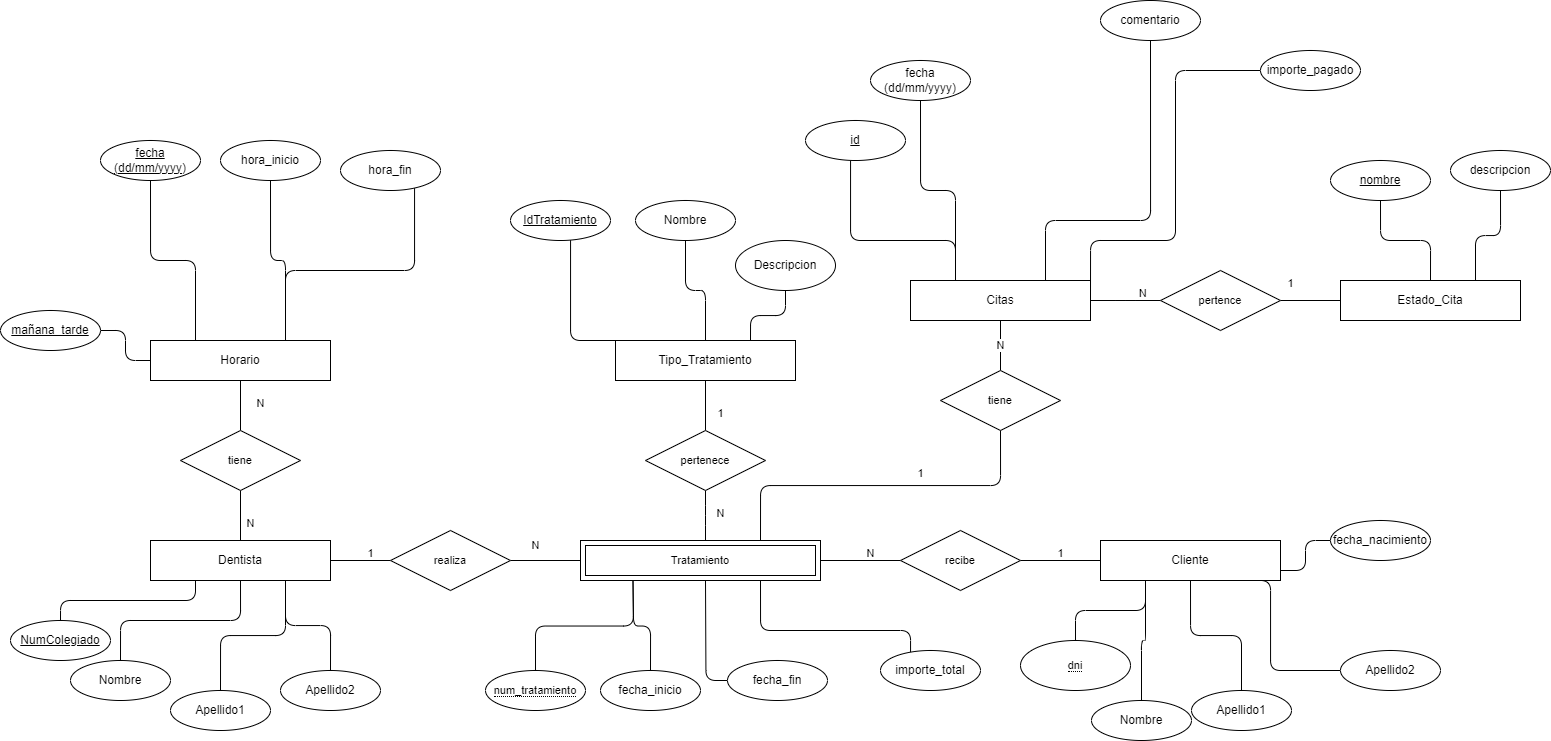 comentario
fecha
(dd/mm/yyyy)
importe_pagado
id
fecha
(dd/mm/yyyy)
hora_inicio
hora_fin
nombre
descripcion
IdTratamiento
Nombre
Descripcion
mañana_tarde
Horario
Tipo_Tratamiento
Citas
N
pertence
1
Estado_Cita
N
N
1
tiene
tiene
pertenece
1
N
N
Dentista
1
realiza
N
Tratamiento
N
recibe
1
Cliente
fecha_nacimiento
NumColegiado
Nombre
Apellido1
Apellido2
num_tratamiento
fecha_inicio
fecha_fin
importe_total
dni
Nombre
Apellido1
Apellido2